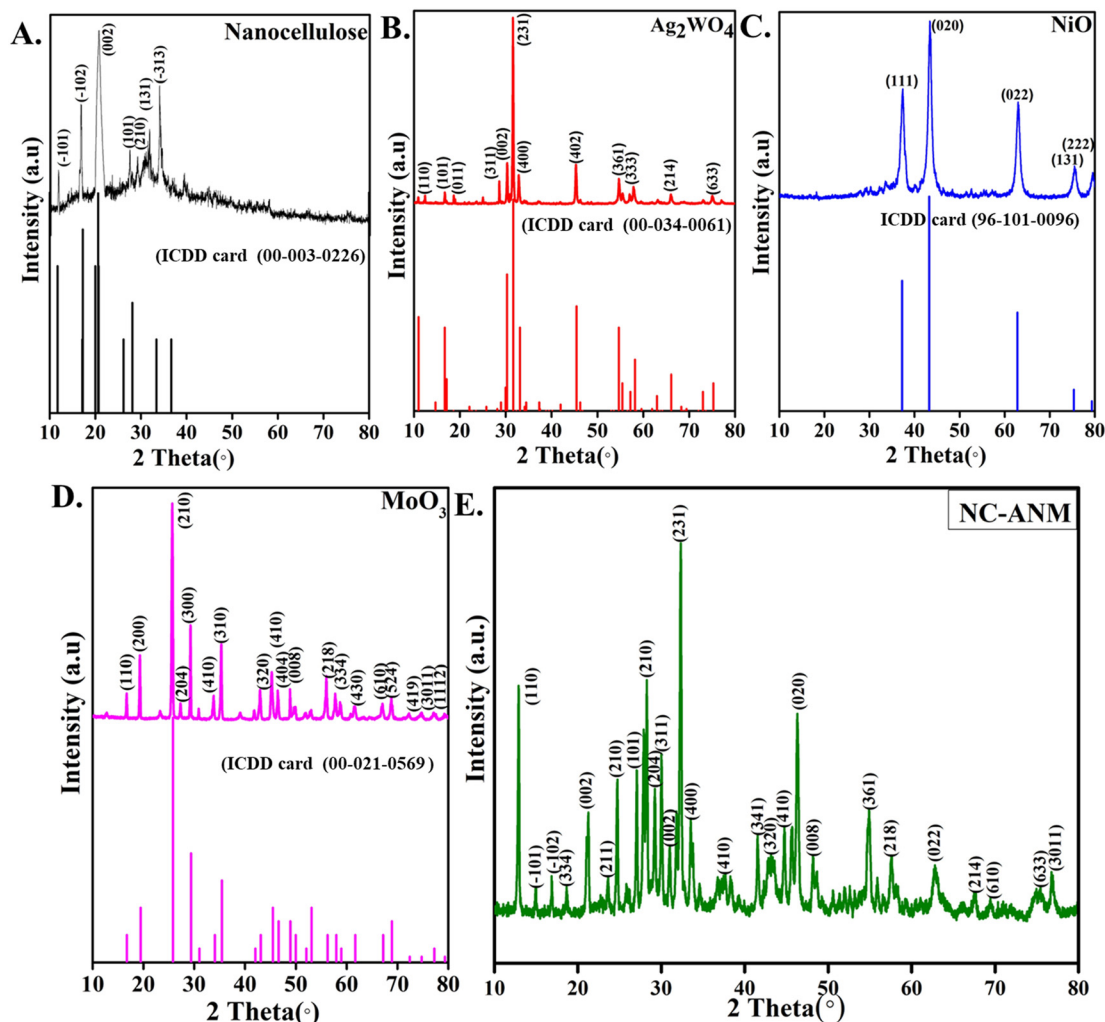 A.
Nanocellulose
(-101)
(-102)
(002)
(101)
(210)
(131)
(-313)
(ICDD card (00-003-0226)
Intensity (a.u)
10 20 30 40 50 60 70 80
2 Theta(°)
B.
Ag2WO4
(110)
(101)
(011)
(311)
(002)
(231)
(400)
(402)
(361)
(333)
(214)
(633)
(ICDD card (00-034-0061)
Intensity (a.u)
10 20 30 40 50 60 70 80
2 Theta(°)
C.
NiO
(111)
(020)
(022)
(222)
(131)
ICDD card (96-101-0096)
Intensity (a.u)
10 20 30 40 50 60 70 80
2 Theta(°)
D.
MoO3
(110)
(200)
(210)
(204)
(300)
(410)
(310)
(320)
(410)
(404)
(008)
(218)
(334)
(430)
(610)
(524)
(419)
(3011)
(1112)
(ICDD card (00-021-0569)
Intensity (a.u)
10 20 30 40 50 60 70 80
2 Theta(°)
E.
NC-ANM
(110)
(-101)
(-102)
(334)
(002)
(211)
(210)
(101)
(210)
(204)
(311)
(002)
(231)
(400)
(410)
(341)
(320)
(410)
(020)
(008)
(361)
(218)
(022)
(214)
(610)
(633)
(3011)
Intensity (a.u.)
10 20 30 40 50 60 70 80
2 Theta(°)